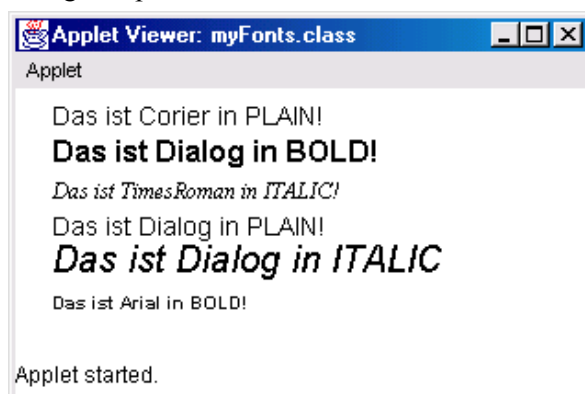 Applet Viewer: myFonts.class
Applet
Das ist Corier in PLAIN!
Das ist Dialog in BOLD!
Das ist TimesRoman in ITALIC!
Das ist Dialog in PLAIN!
Das ist Dialog in ITALIC
Das ist Arial in BOLD!
Applet started.